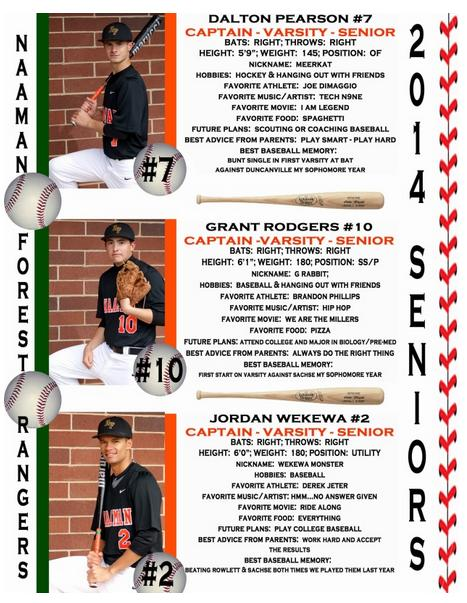 NAAMAN FOREST RANGERS
2014 SENIORS
DALTON PEARSON #7
CAPTAIN - VARSITY - SENIOR
BATS: RIGHT; THROWS: RIGHT
HEIGHT: 5'9"; WEIGHT: 145; POSITION: OF
NICKNAME: MEERKAT
HOBBIES: HOCKEY & HANGING OUT WITH FRIENDS
FAVORITE ATHLETE: JOE DIMAGGIO
FAVORITE MUSIC/ARTIST: TECH N9NE
FAVORITE MOVIE: I AM LEGEND
FAVORITE FOOD: SPAGHETTI
FUTURE PLANS: SCOUTING OR COACHING BASEBALL
BEST ADVICE FROM PARENTS: PLAY SMART - PLAY HARD
BEST BASEBALL MEMORY:
BUNT SINGLE IN FIRST VARSITY AT BAT
AGAINST DUNCANVILLE MY SOPHOMORE YEAR
#7
GRANT RODGERS #10
CAPTAIN -VARSITY - SENIOR
BATS: RIGHT; THROWS: RIGHT
HEIGHT: 6'1"; WEIGHT: 180; POSITION: SS/P
NICKNAME: G RABBIT;
HOBBIES: BASEBALL & HANGING OUT WITH FRIENDS
FAVORITE ATHLETE: BRANDON PHILLIPS
FAVORITE MUSIC/ARTIST: HIP HOP
FAVORITE MOVIE: WE ARE THE MILLERS
FAVORITE FOOD: PIZZA
FUTURE PLANS: ATTEND COLLEGE AND MAJOR IN BIOLOGY/PRE-MED
BEST ADVICE FROM PARENTS: ALWAYS DO THE RIGHT THING
BEST BASEBALL MEMORY:
FIRST START ON VARSITY AGAINST SACHSE MY SOPHOMORE YEAR
10
#10
JORDAN WEKEWA #2
CAPTAIN - VARSITY - SENIOR
BATS: RIGHT; THROWS: RIGHT
HEIGHT: 6'0"; WEIGHT: 180; POSITION: UTILITY
NICKNAME: WEKEWA MONSTER
HOBBIES: BASEBALL
FAVORITE ATHLETE: DEREK JETER
FAVORITE MUSIC/ARTIST: HMM...NO ANSWER GIVEN
FAVORITE MOVIE: RIDE ALONG
FAVORITE FOOD: EVERYTHING
FUTURE PLANS: PLAY COLLEGE BASEBALL
BEST ADVICE FROM PARENTS: WORK HARD AND ACCEPT
THE RESULTS
BEST BASEBALL MEMORY:
BEATING ROWLETT & SACHSE BOTH TIMES WE PLAYED THEM LAST YEAR
2
#2